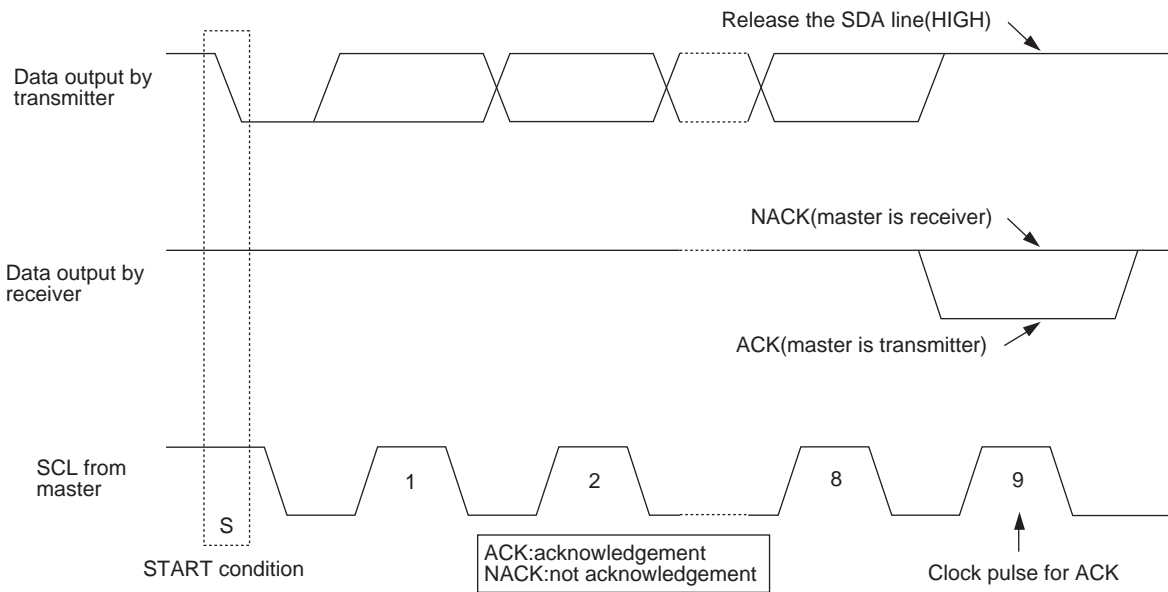 Release the SDA line(HIGH)
Data output by
transmitter
NACK(master is receiver)
Data output by
receiver
ACK(master is transmitter)
SCL from
master
1
2
8
9
S
START condition
ACK:acknowledgement
NACK:not acknowledgement
Clock pulse for ACK